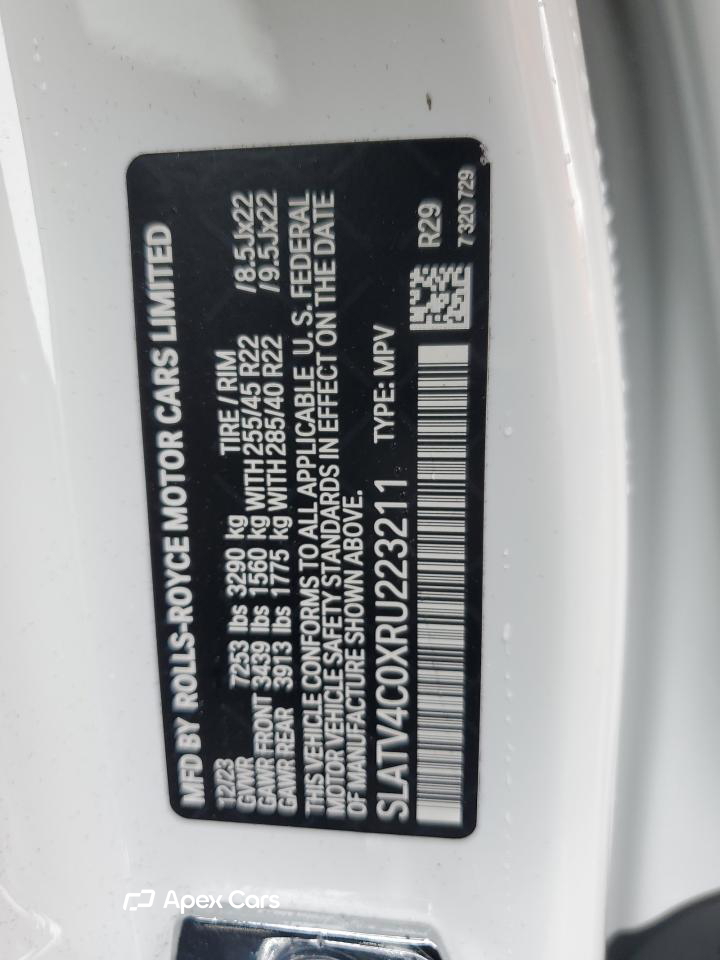 MFD BY ROLLS-ROYCE MOTOR CARS LIMITED
12/23 TIRE / RIM
GVWR 7253 lbs 3290 kg
GAWR FRONT 3439 lbs 1560 kg WITH 255/45 R22 / 8.5Jx22
GAWR REAR 3913 lbs 1775 kg WITH 285/40 R22 / 9.5Jx22
THIS VEHICLE CONFORMS TO ALL APPLICABLE U. S. FEDERAL
MOTOR VEHICLE SAFETY STANDARDS IN EFFECT ON THE DATE
OF MANUFACTURE SHOWN ABOVE.
SLATV4C0XRU223211 TYPE: MPV
R29
7 320 729
Apex Cars